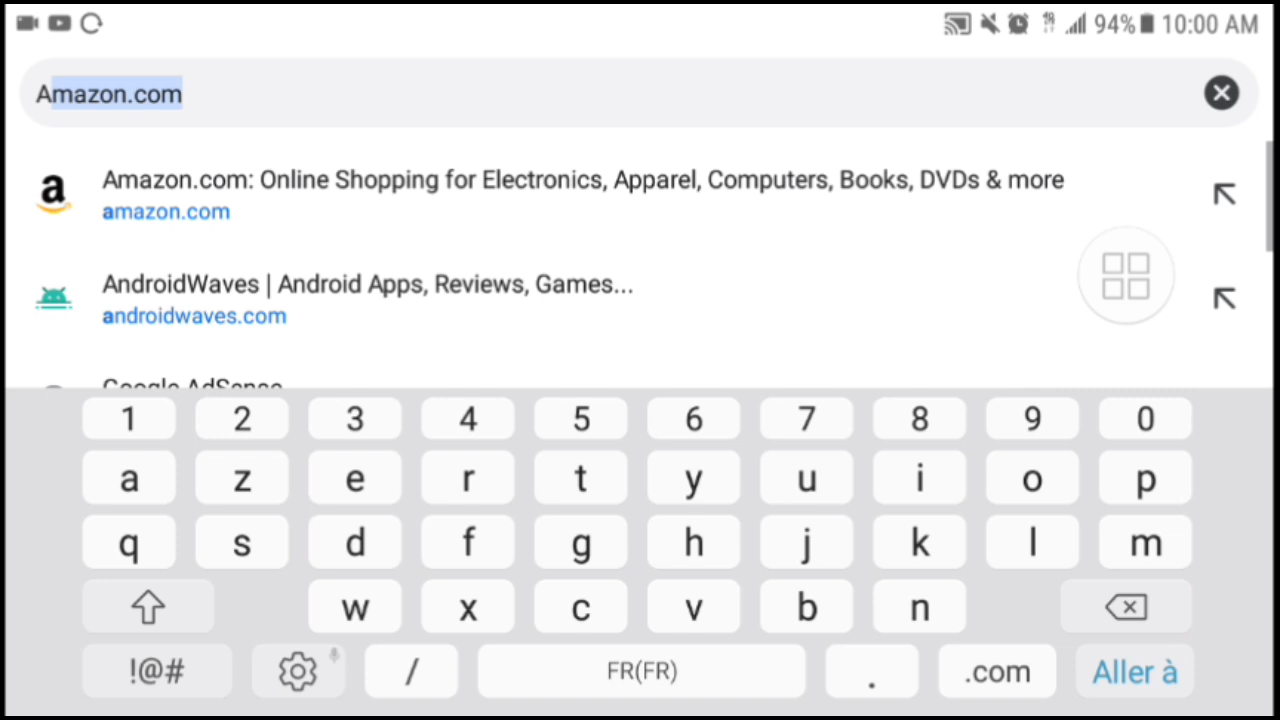 94% 10:00 AM
Amazon.com
Amazon.com: Online Shopping for Electronics, Apparel, Computers, Books, DVDs & more
amazon.com
AndroidWaves | Android Apps, Reviews, Games...
androidwaves.com
Google AdSense
1 2 3 4 5 6 7 8 9 0
a z e r t y u i o p
q s d f g h j k l m
w x c v b n
!@# / FR(FR) . .com Aller à